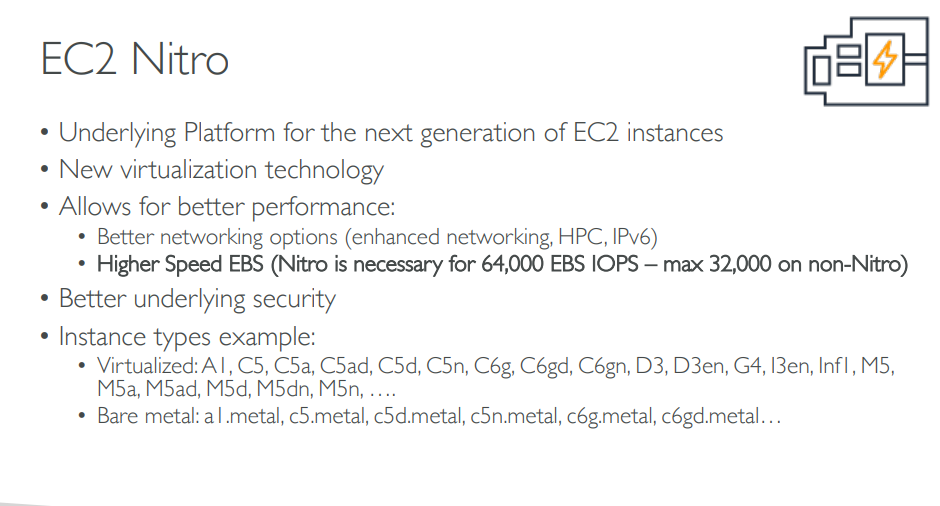 EC2 Nitro
• Underlying Platform for the next generation of EC2 instances
• New virtualization technology
• Allows for better performance:
• Better networking options (enhanced networking, HPC, IPv6)
• Higher Speed EBS (Nitro is necessary for 64,000 EBS IOPS – max 32,000 on non-Nitro)
• Better underlying security
• Instance types example:
• Virtualized: A1, C5, C5a, C5ad, C5d, C5n, C6g, C6gd, C6gn, D3, D3en, G4, I3en, Inf1, M5,
M5a, M5ad, M5d, M5dn, M5n, ….
• Bare metal: a1.metal, c5.metal, c5d.metal, c5n.metal, c6g.metal, c6gd.metal…